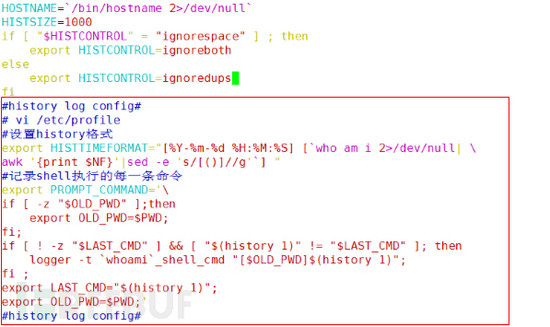 HOSTNAME=`/bin/hostname 2>/dev/null`
HISTSIZE=1000
if [ "$HISTCONTROL" = "ignorespace" ] ; then
    export HISTCONTROL=ignoreboth
else
    export HISTCONTROL=ignoredups
fi
#history log config#
# vi /etc/profile
#设置history格式
export HISTTIMEFORMAT="[%Y-%m-%d %H:%M:%S] [`who am i 2>/dev/null| \
awk '{print $NF}'|sed -e 's/[()]//g'`] "
#记录shell执行的每一条命令
export PROMPT_COMMAND='\
if [ -z "$OLD_PWD" ];then
    export OLD_PWD=$PWD;
fi;
if [ ! -z "$LAST_CMD" ] && [ "$(history 1)" != "$LAST_CMD" ]; then
    logger -t `whoami`_shell_cmd "[$OLD_PWD]$(history 1)";
fi ;
export LAST_CMD="$(history 1)";
export OLD_PWD=$PWD;'
#history log config#